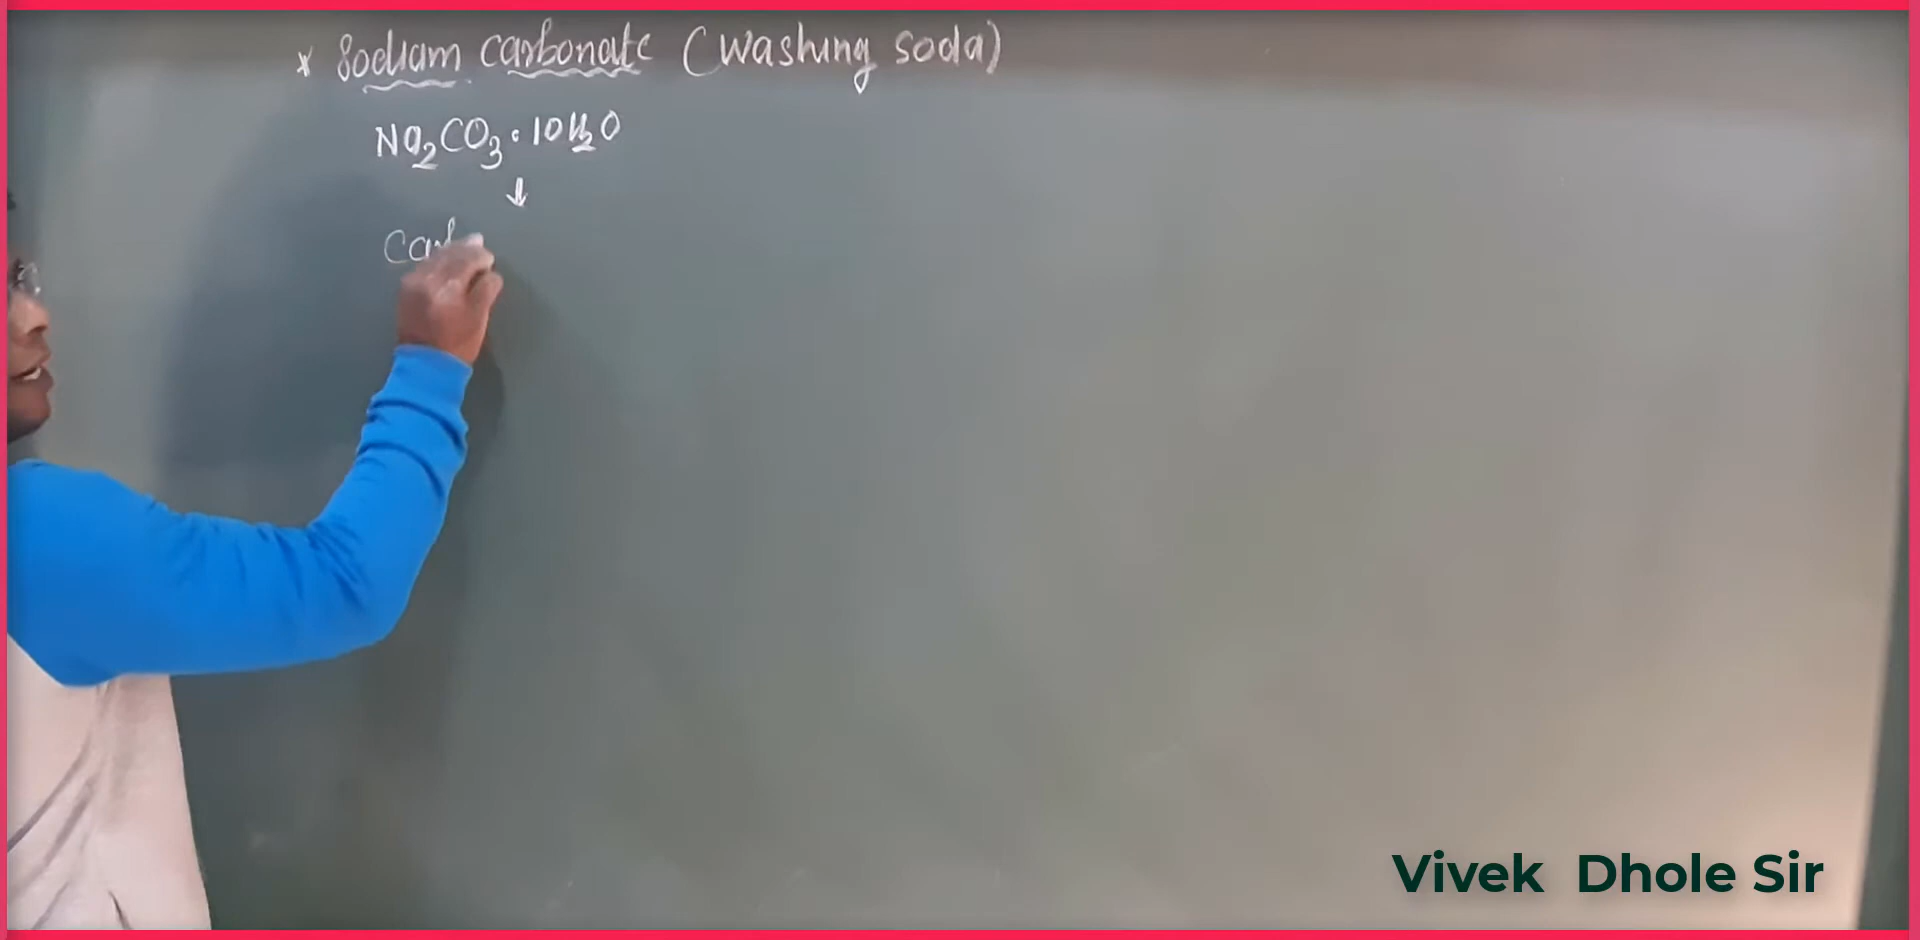 * Sodium carbonate (Washing soda)
Na₂CO₃ · 10H₂O
↓
Vivek Dhole Sir